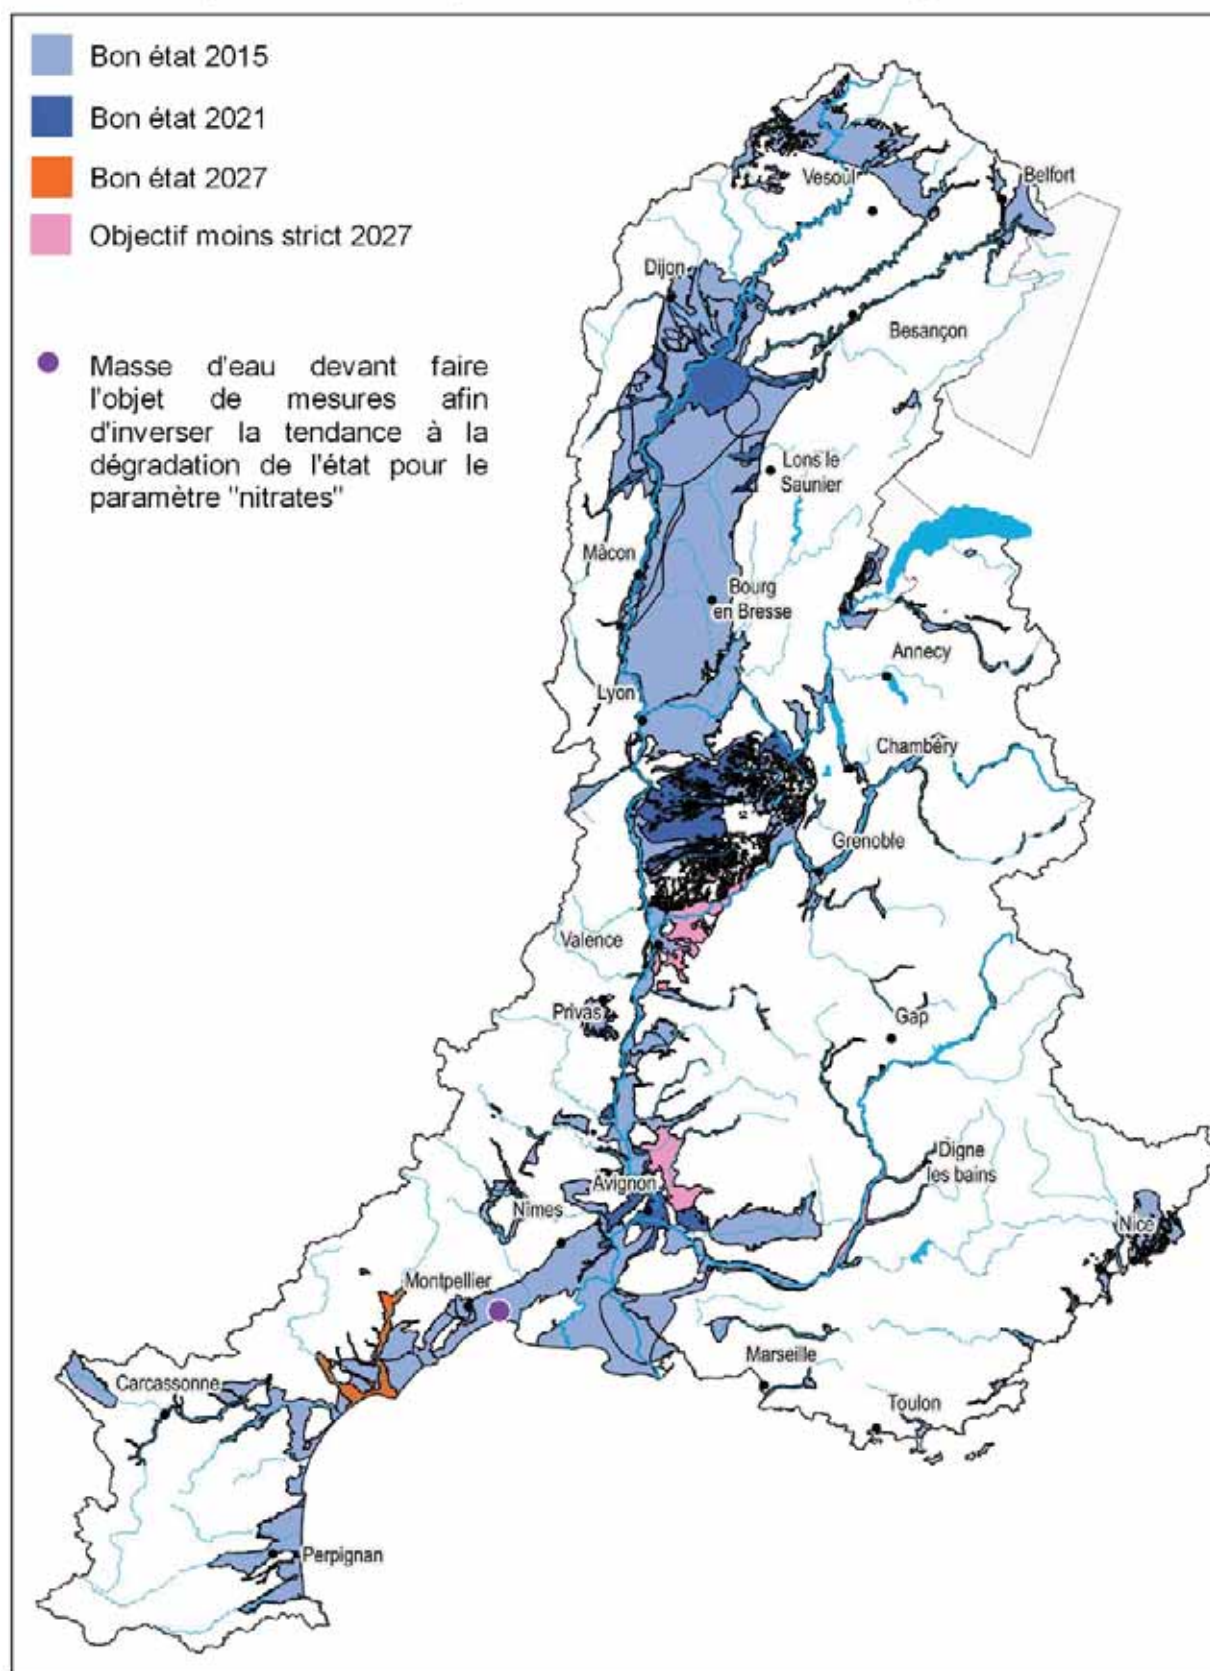 Bon état 2015
Bon état 2021
Bon état 2027
Objectif moins strict 2027
Masse d'eau devant faire
l'objet de mesures afin
d'inverser la tendance à la
dégradation de l'état pour le
paramètre "nitrates"
Vesoul
Belfort
Dijon
Besançon
Lons le
Saunier
Mâcon
Bourg
en Bresse
Annecy
Lyon
Chambéry
Grenoble
Valence
Privas
Gap
Digne
les bains
Avignon
Nîmes
Nice
Montpellier
Marseille
Carcassonne
Toulon
Perpignan